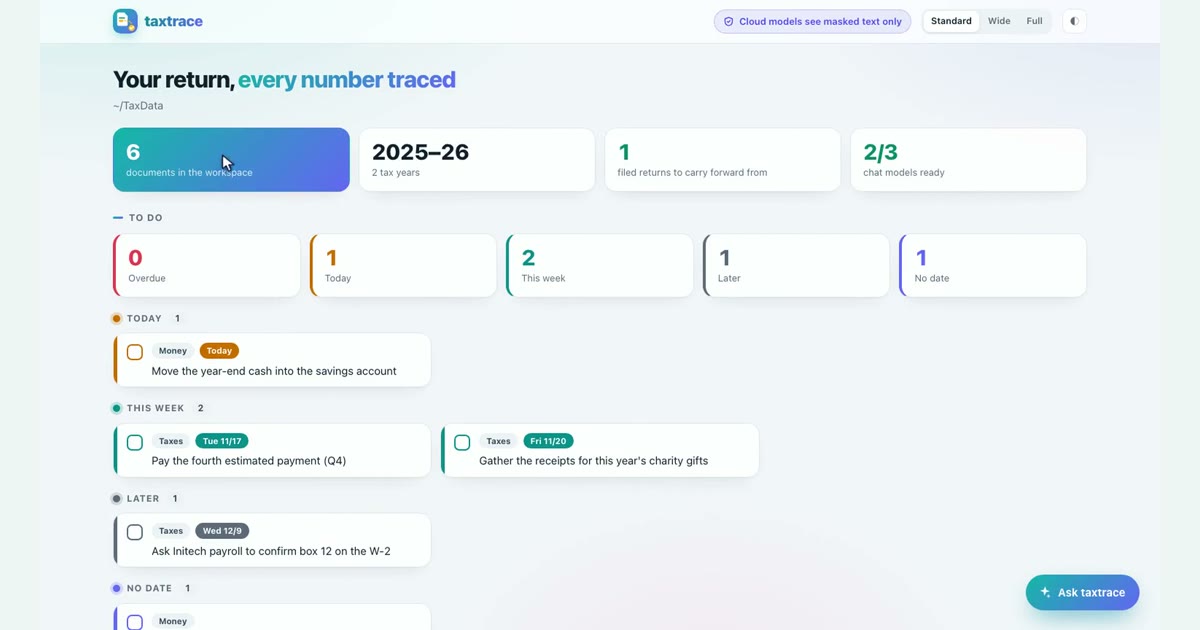 taxtrace
Cloud models see masked text only
Standard
Wide
Full
Your return, every number traced
~/TaxData
6
documents in the workspace
2025–26
2 tax years
1
filed returns to carry forward from
2/3
chat models ready
TO DO
0
Overdue
1
Today
2
This week
1
Later
1
No date
TODAY 1
Money Today
Move the year-end cash into the savings account
THIS WEEK 2
Taxes Tue 11/17
Pay the fourth estimated payment (Q4)
Taxes Fri 11/20
Gather the receipts for this year's charity gifts
LATER 1
Taxes Wed 12/9
Ask Initech payroll to confirm box 12 on the W-2
NO DATE 1
Money
Ask taxtrace